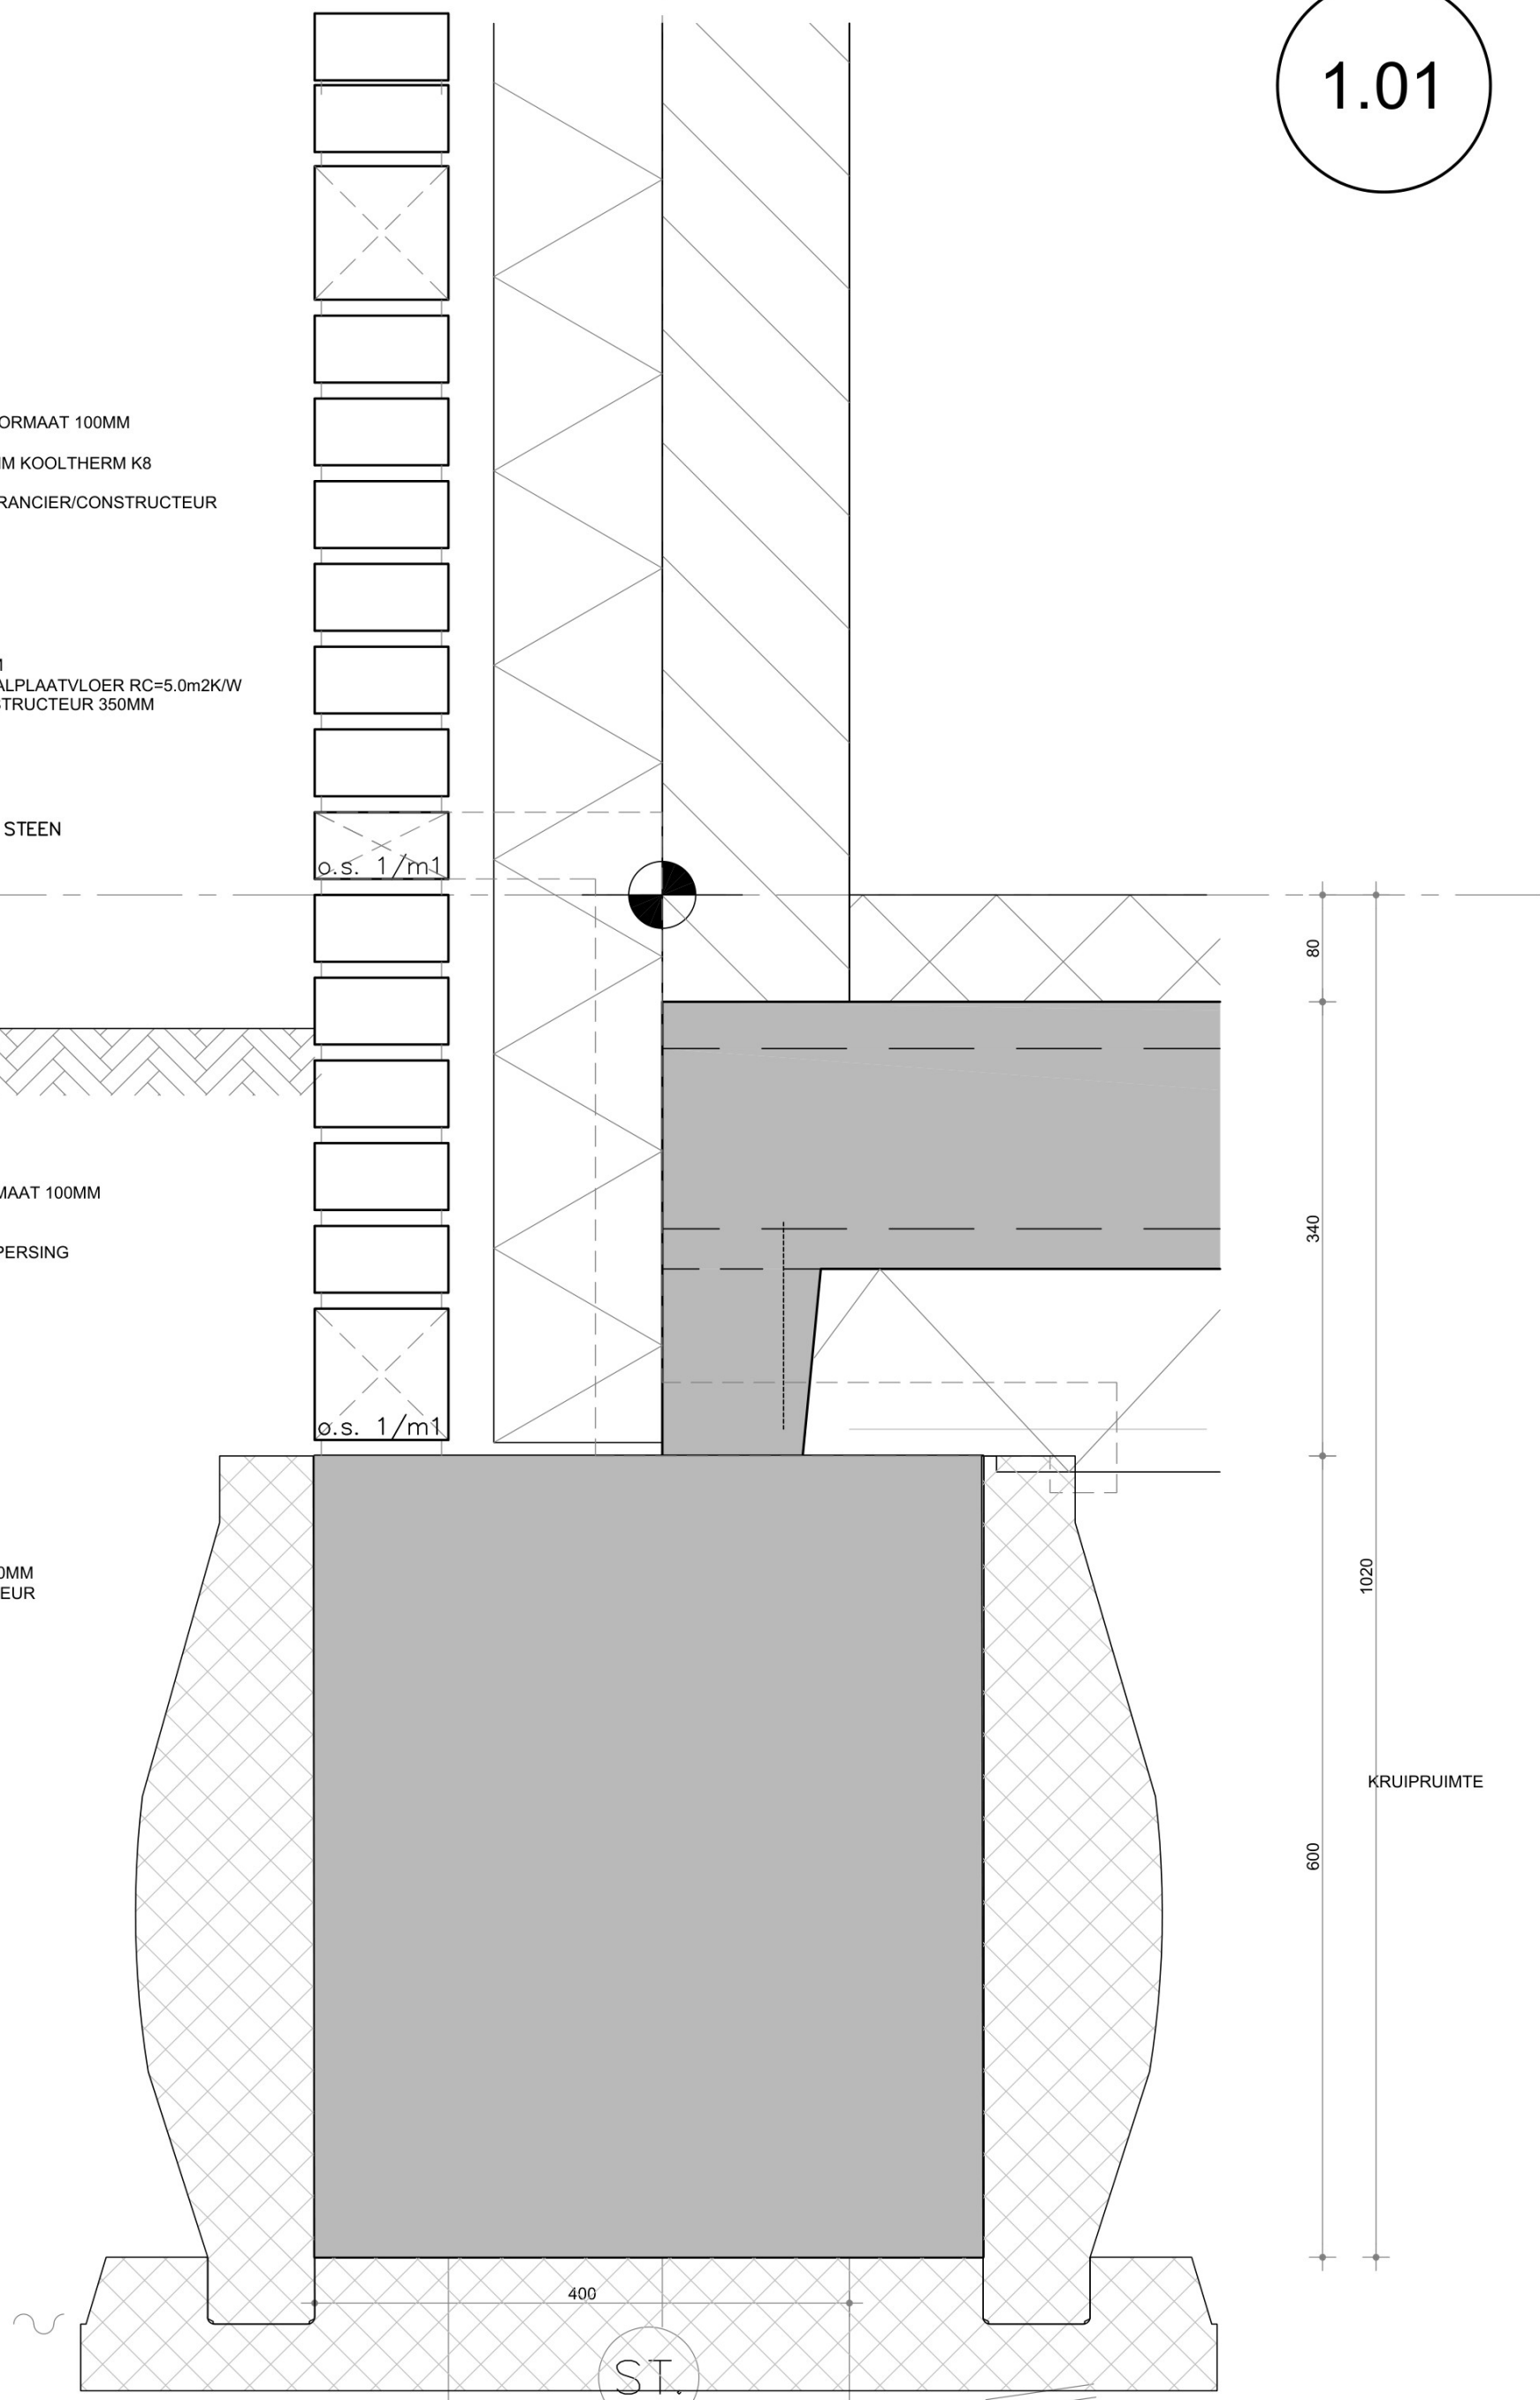 1.01
ORMAAT 100MM
M KOOLTHERM K8
RANCIER/CONSTRUCTEUR
ALPLAATVLOER RC=5.0m2K/W
STRUCTEUR 350MM
STEEN
o.s. 1/m1
80
MAAT 100MM
340
PERSING
o.s. 1/m1
0MM
EUR
1020
KRUIPRUIMTE
600
400
ST.